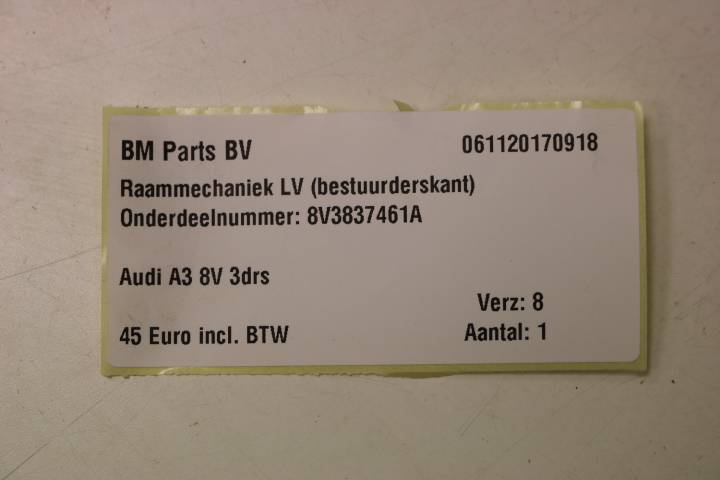 BM Parts BV 061120170918
Raammechaniek LV (bestuurderskant)
Onderdeelnummer: 8V3837461A
Audi A3 8V 3drs
Verz: 8
45 Euro incl. BTW Aantal: 1